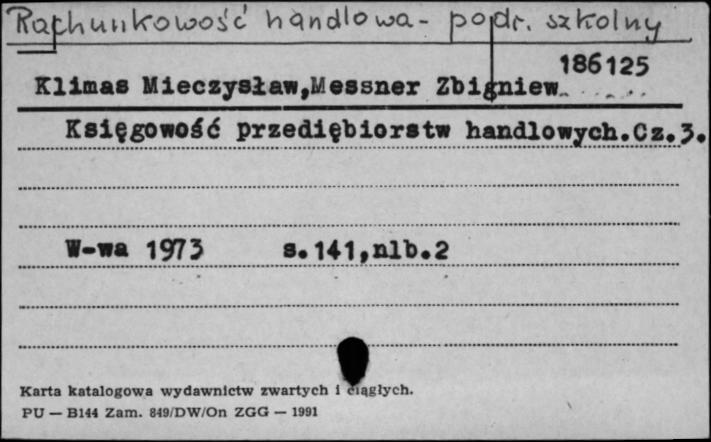 Rachunkowość handlowa - podr. szkolny
186125
Klimas Mieczysław,Messner Zbigniew
Księgowość przedsiębiorstw handlowych.Cz.3.
W-wa 1973 s.141,nlb.2
Karta katalogowa wydawnictw zwartych i ciągłych.
PU — B144 Zam. 849/DW/On ZGG — 1991